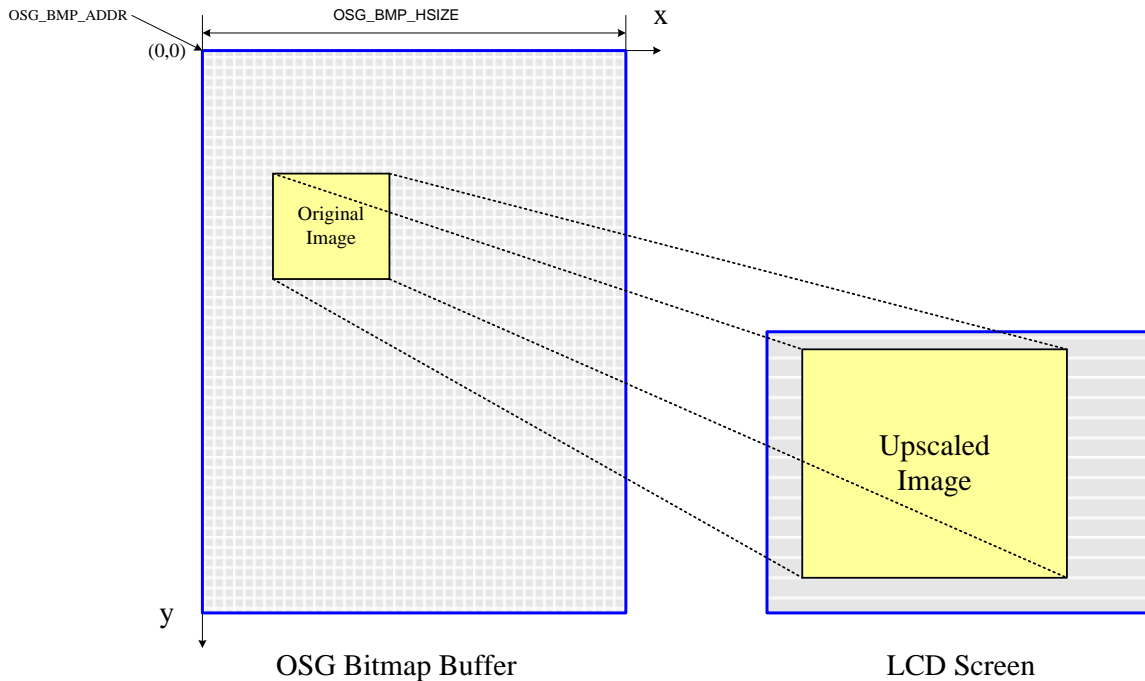 OSG_BMP_ADDR
OSG_BMP_HSIZE
x
(0,0)
Original
Image
Upscaled
Image
y
OSG Bitmap Buffer
LCD Screen